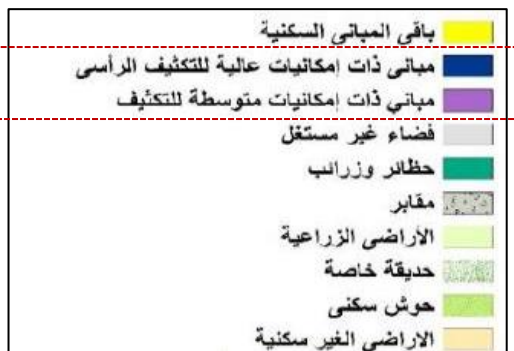 باقي المباني السكنية
مباني ذات إمكانيات عالية للتكثيف الرأسى
مباني ذات إمكانيات متوسطة للتكثيف
فضاء غير مستغل
حظائر وزرائب
مقابر
الاراضى الزراعية
حديقة خاصة
حوش سكنى
الاراضى الغير سكنية